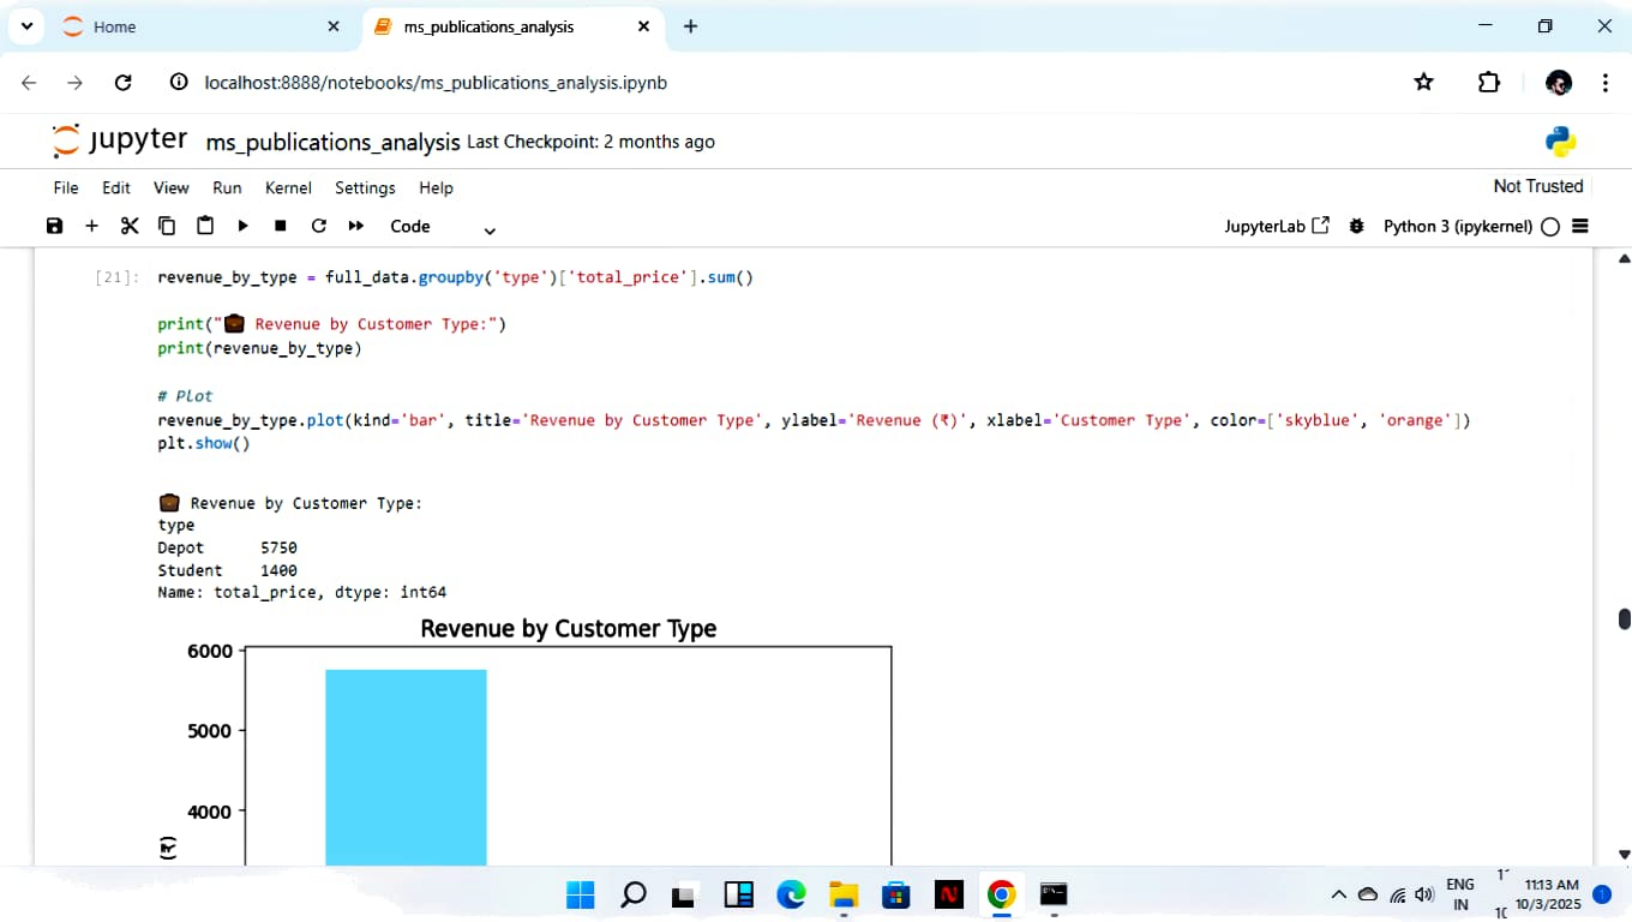 Home
ms_publications_analysis
localhost:8888/notebooks/ms_publications_analysis.ipynb
jupyter ms_publications_analysis Last Checkpoint: 2 months ago
File Edit View Run Kernel Settings Help
Not Trusted
Code
JupyterLab
Python 3 (ipykernel)
[21]: revenue_by_type = full_data.groupby('type')['total_price'].sum()
print("💼 Revenue by Customer Type:")
print(revenue_by_type)
# Plot
revenue_by_type.plot(kind='bar', title='Revenue by Customer Type', ylabel='Revenue (₹)', xlabel='Customer Type', color=['skyblue', 'orange'])
plt.show()
💼 Revenue by Customer Type:
type
Depot 5750
Student 1400
Name: total_price, dtype: int64
Revenue by Customer Type
6000
5000
4000
(₹)
ENG
IN
11:13 AM
10/3/2025
1